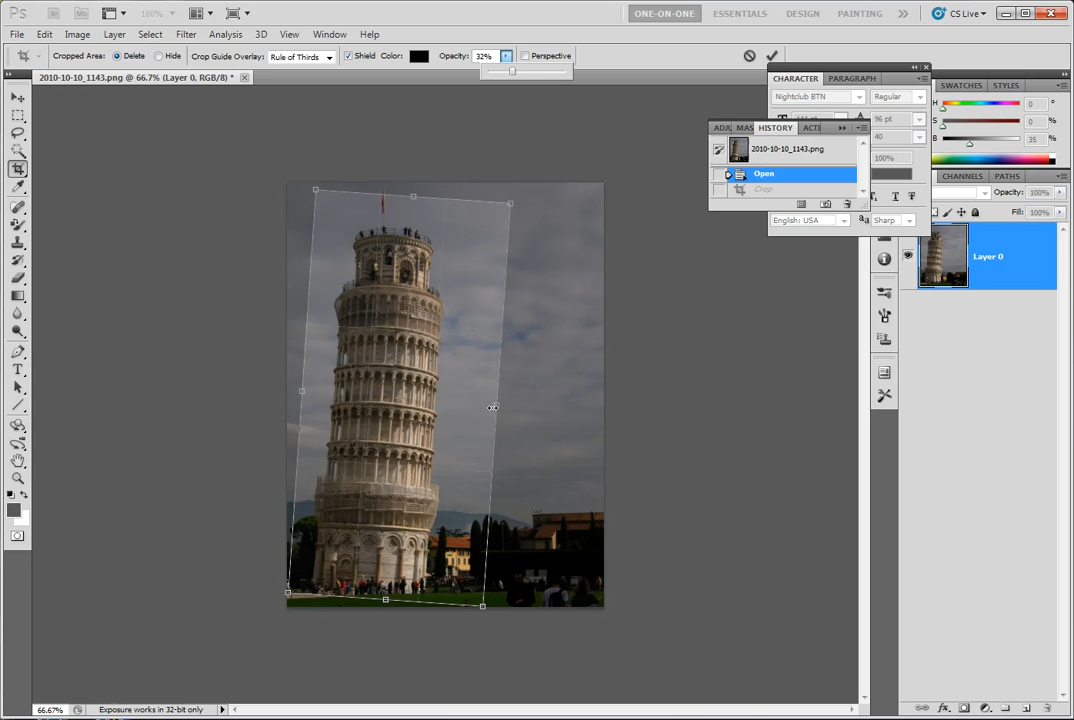 Ps Br Mb 100% ONE-ON-ONE ESSENTIALS DESIGN PAINTING CS Live
File Edit Image Layer Select Filter Analysis 3D View Window Help
Cropped Area: Delete Hide Crop Guide Overlay: Rule of Thirds Shield Color: Opacity: 32% Perspective
2010-10-10_1143.png @ 66.7% (Layer 0, RGB/8) *
CHARACTER PARAGRAPH
SWATCHES STYLES
Nightclub BTN Regular
H 0 °
S 0 %
B 35 %
96 pt
ADJ MAS HISTORY ACTI
40
2010-10-10_1143.png
100%
Open
Crop
CHANNELS PATHS
Opacity: 100%
Fill: 100%
English: USA aa Sharp
Layer 0
T
66.67% Exposure works in 32-bit only
fx